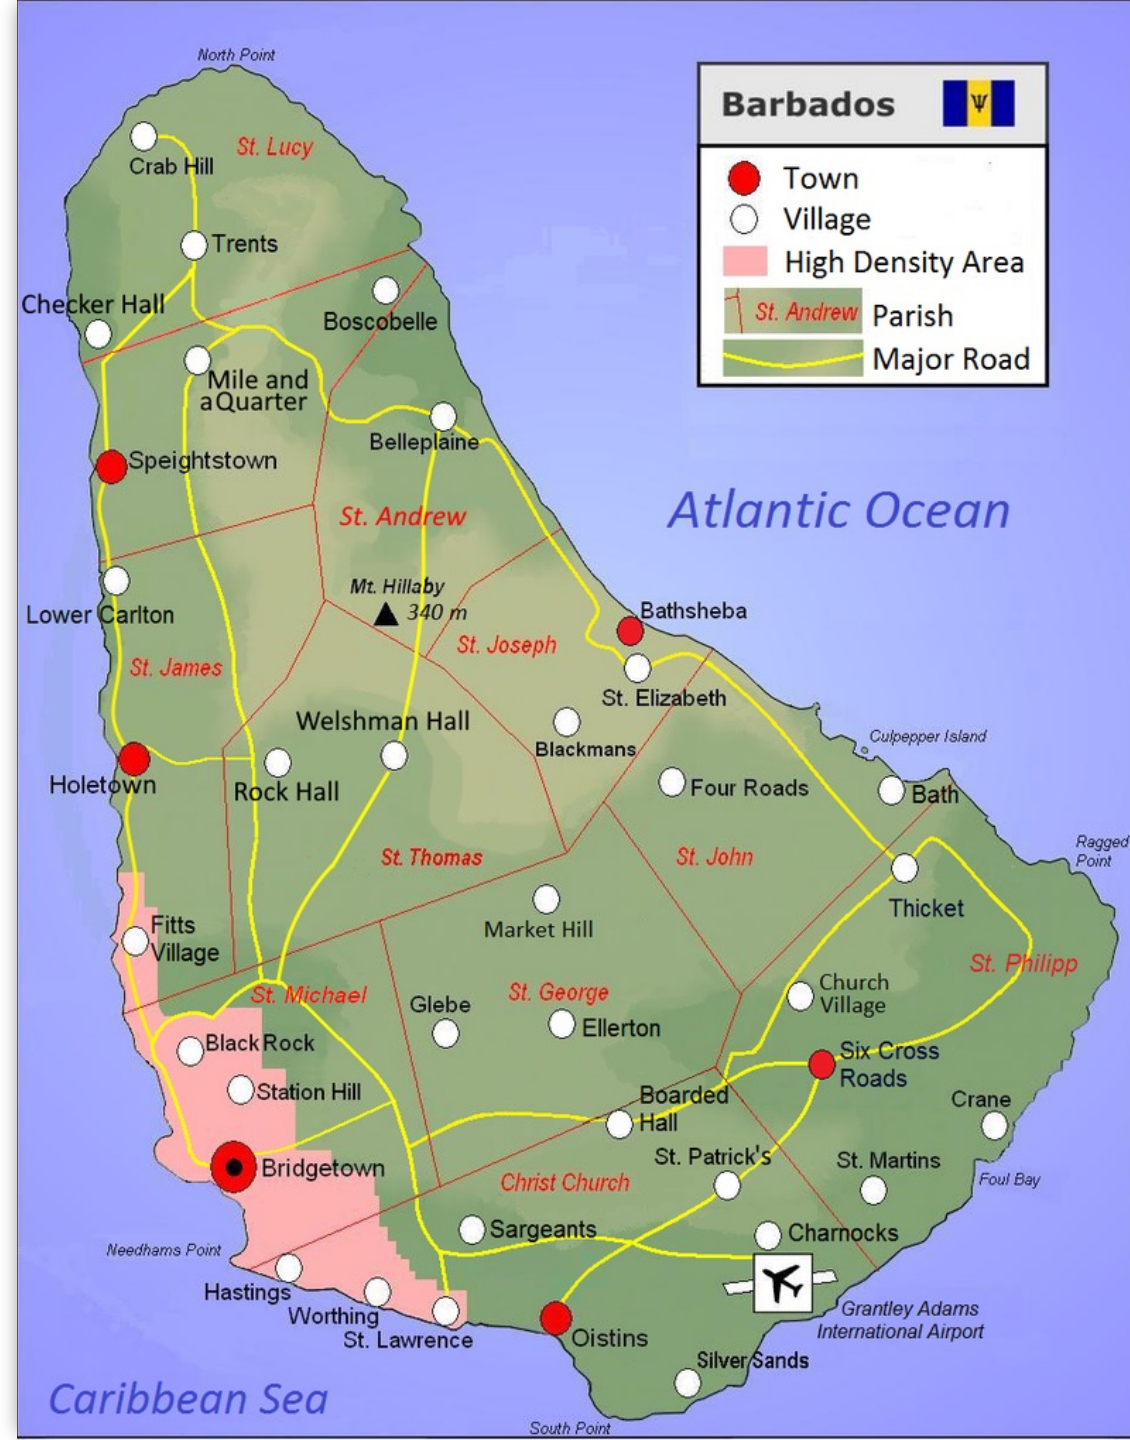 North Point
Barbados
St. Lucy
Crab Hill
Town
Village
Trents
High Density Area
Checker Hall
St. Andrew
Parish
Boscobelle
Major Road
Mile and
a Quarter
Belleplaine
Speightstown
Atlantic Ocean
St. Andrew
Mt. Hillaby
340 m
Bathsheba
Lower Carlton
St. Joseph
St. James
St. Elizabeth
Welshman Hall
Culpepper Island
Blackmans
Holetown
Rock Hall
Four Roads
Bath
Ragged
Point
St. Thomas
St. John
Thicket
Fitts
Village
Market Hill
St. Philipp
St. Michael
St. George
Church
Village
Glebe
Ellerton
Black Rock
Six Cross
Roads
Station Hill
Boarded
Hall
Crane
Bridgetown
St. Patrick's
St. Martins
Christ Church
Foul Bay
Sargeants
Charnocks
Needhams Point
Hastings
Worthing
St. Lawrence
Grantley Adams
International Airport
Oistins
Silver Sands
Caribbean Sea
South Point